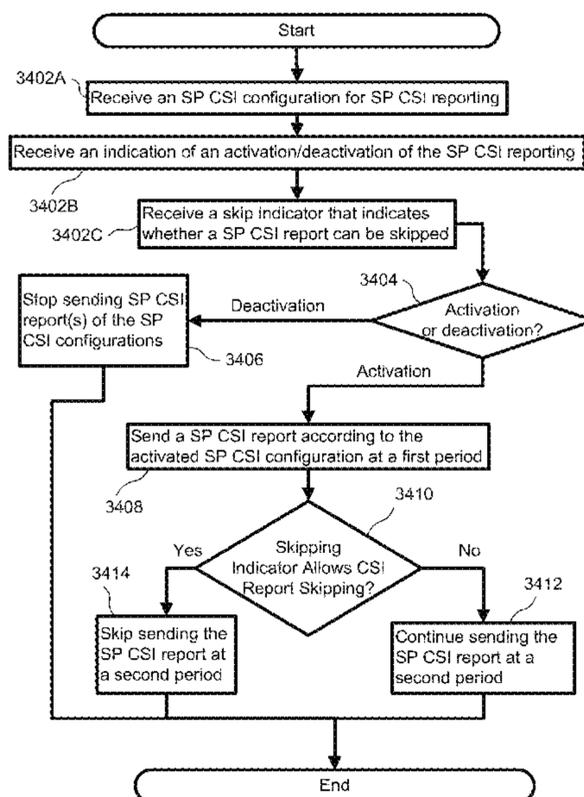 Start
3402A
Receive an SP CSI configuration for SP CSI reporting
Receive an indication of an activation/deactivation of the SP CSI reporting
3402B
3402C
Receive a skip indicator that indicates
whether a SP CSI report can be skipped
3404
Stop sending SP CSI
report(s) of the SP
CSI configurations
Deactivation
Activation
or deactivation?
3406
Activation
Send a SP CSI report according to the
activated SP CSI configuration at a first period
3408
3410
Yes
Skipping
Indicator Allows CSI
Report Skipping?
No
3414
3412
Skip sending the
SP CSI report at
a second period
Continue sending the
SP CSI report at a
second period
End